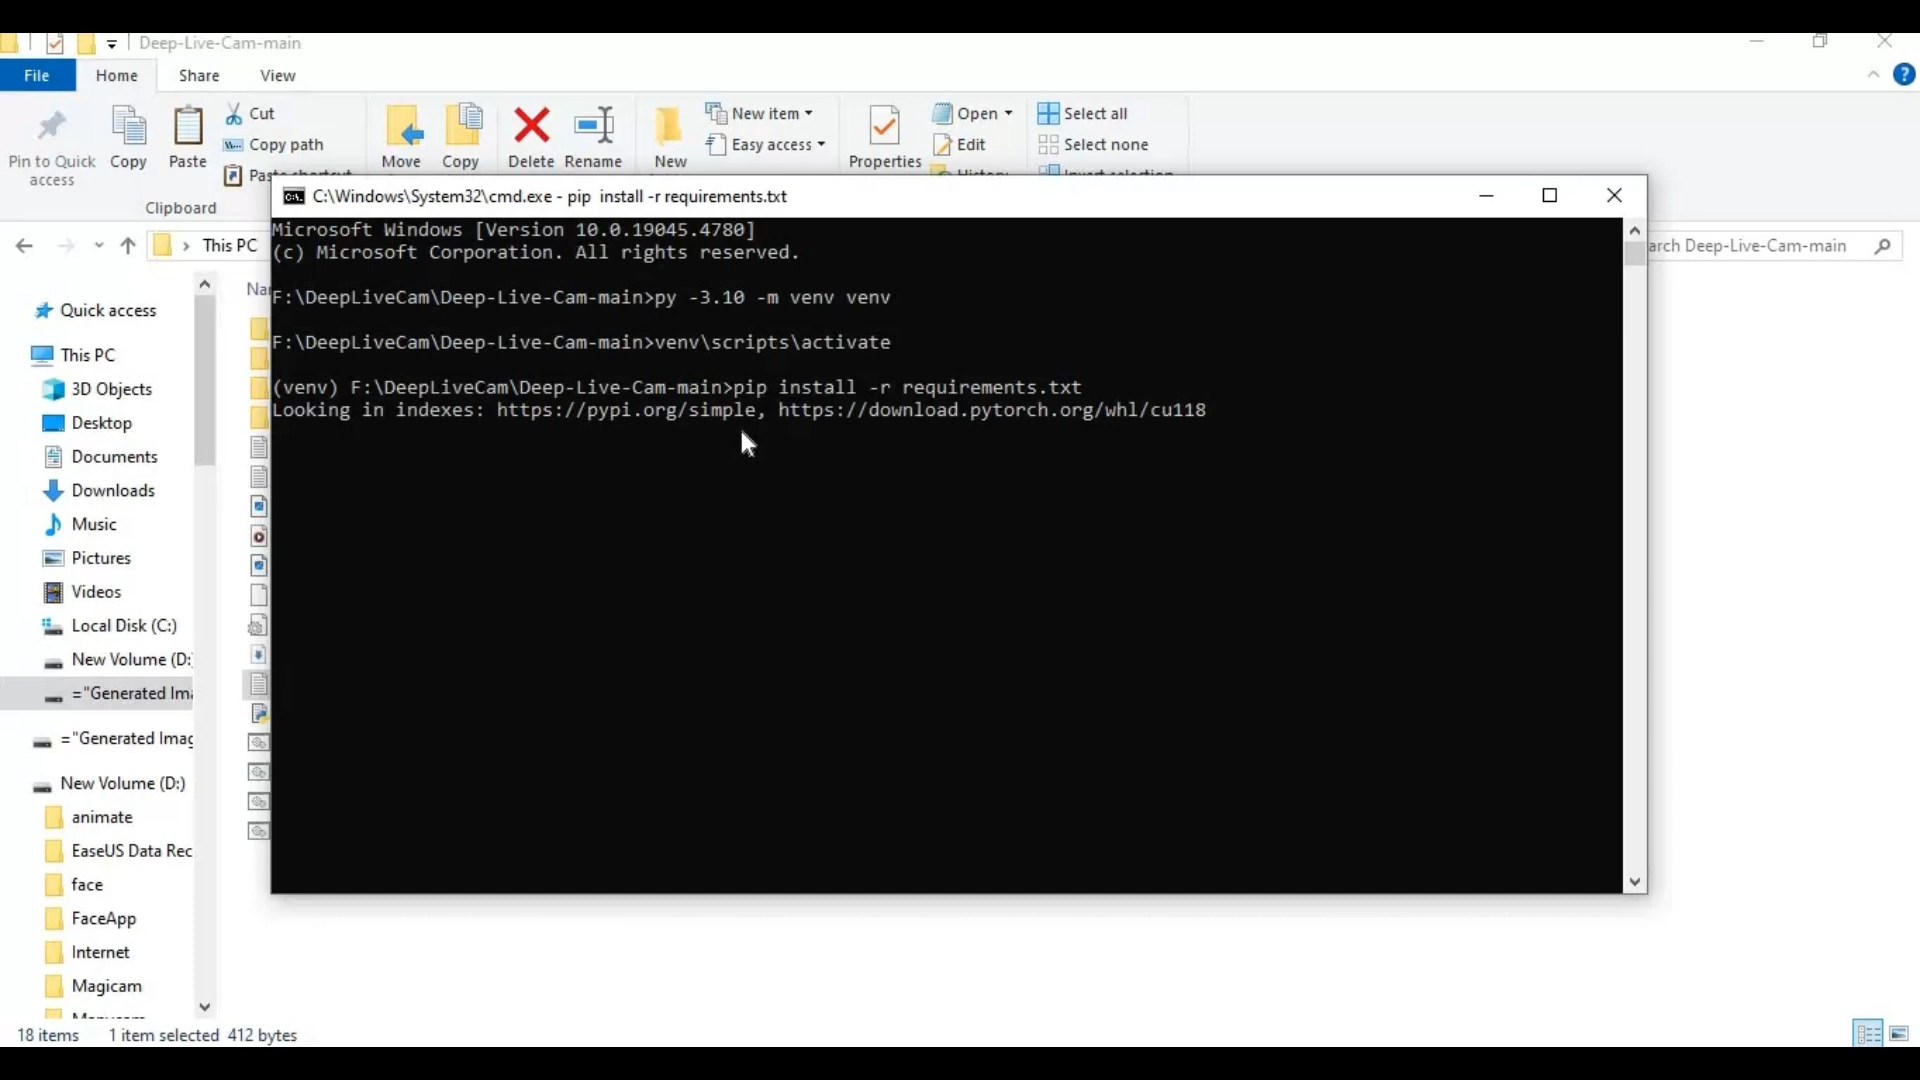 Deep-Live-Cam-main
File Home Share View
Pin to Quick access
Copy
Paste
Cut
Copy path
Paste shortcut
Clipboard
Move
Copy
Delete
Rename
New
New item
Easy access
Properties
Open
Edit
History
Select all
Select none
Invert selection
This PC
arch Deep-Live-Cam-main
C:\Windows\System32\cmd.exe - pip  install -r requirements.txt
Microsoft Windows [Version 10.0.19045.4780]
(c) Microsoft Corporation. All rights reserved.
F:\DeepLiveCam\Deep-Live-Cam-main>py -3.10 -m venv venv
F:\DeepLiveCam\Deep-Live-Cam-main>venv\scripts\activate
(venv) F:\DeepLiveCam\Deep-Live-Cam-main>pip install -r requirements.txt
Looking in indexes: https://pypi.org/simple, https://download.pytorch.org/whl/cu118
Na
Quick access
This PC
3D Objects
Desktop
Documents
Downloads
Music
Pictures
Videos
Local Disk (C:)
New Volume (D:
="Generated Ima
="Generated Imag
New Volume (D:)
animate
EaseUS Data Rec
face
FaceApp
Internet
Magicam
18 items 1 item selected 412 bytes